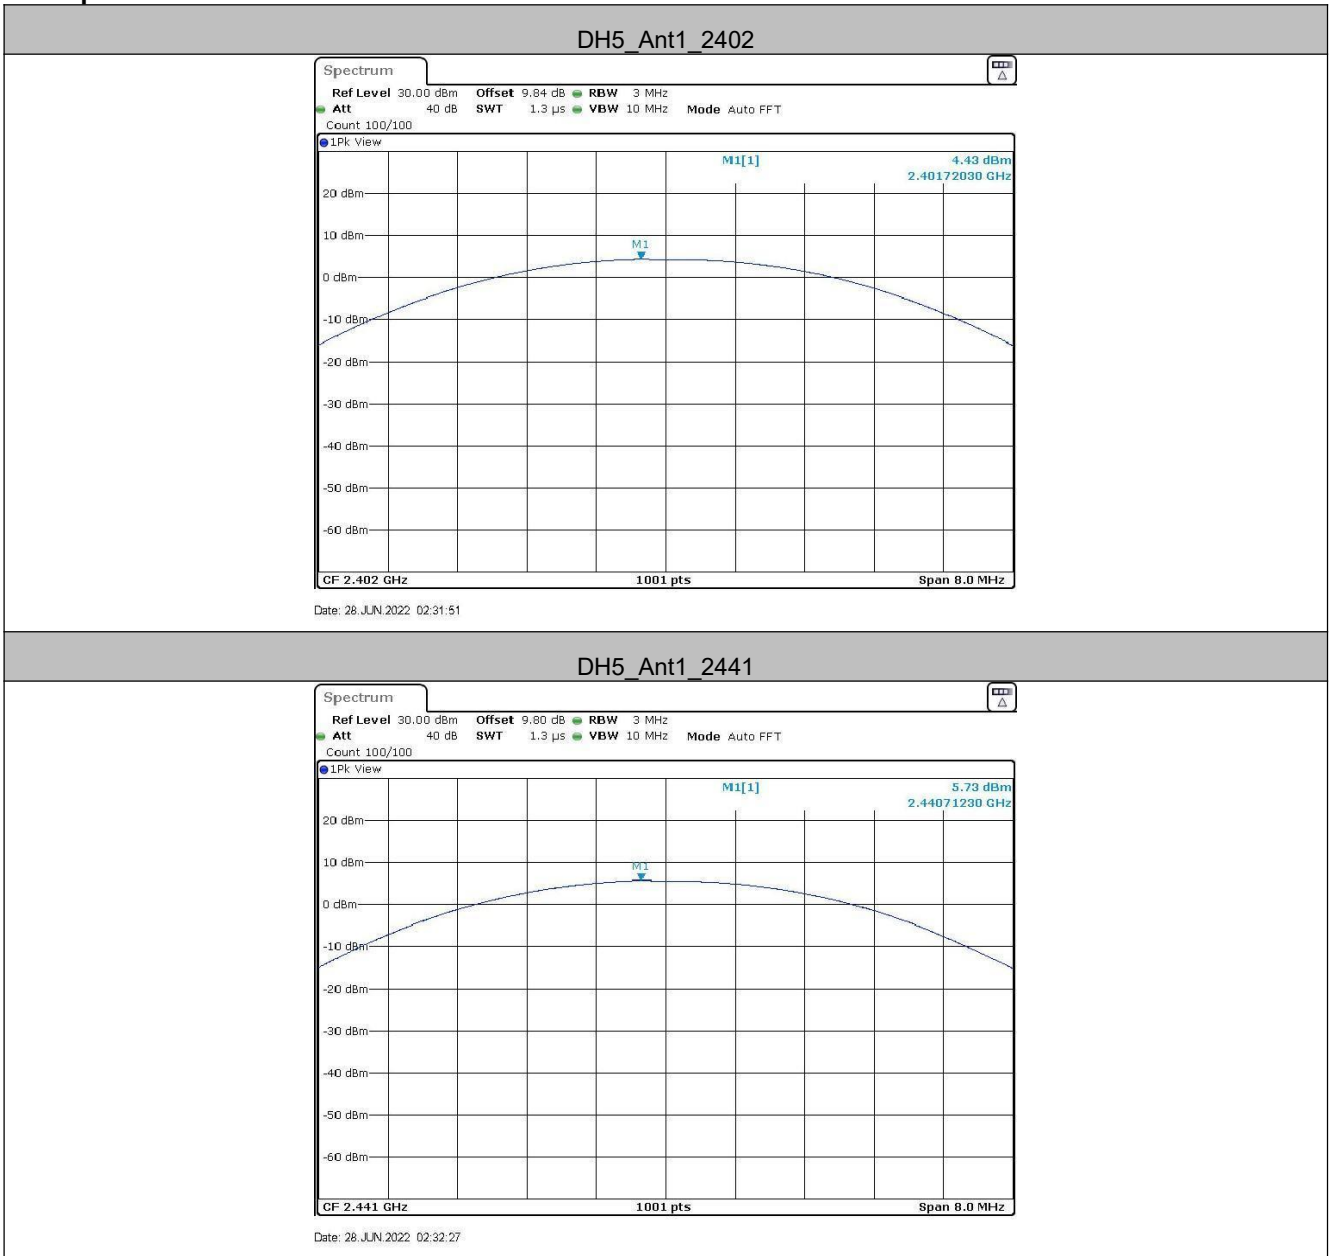 DH5_Ant1_2402
Spectrum
Ref Level 30.00 dBm Offset 9.84 dB RBW 3 MHz
Att 40 dB SWT 1.3 µs VBW 10 MHz Mode Auto FFT
Count 100/100
1Pk View
M1[1] 4.43 dBm
2.40172030 GHz
20 dBm
10 dBm
M1
0 dBm
-10 dBm
-20 dBm
-30 dBm
-40 dBm
-50 dBm
-60 dBm
CF 2.402 GHz 1001 pts Span 8.0 MHz
Date: 28.JUN.2022 02:31:51
DH5_Ant1_2441
Spectrum
Ref Level 30.00 dBm Offset 9.80 dB RBW 3 MHz
Att 40 dB SWT 1.3 µs VBW 10 MHz Mode Auto FFT
Count 100/100
1Pk View
M1[1] 5.73 dBm
2.44071230 GHz
20 dBm
10 dBm
M1
0 dBm
-10 dBm
-20 dBm
-30 dBm
-40 dBm
-50 dBm
-60 dBm
CF 2.441 GHz 1001 pts Span 8.0 MHz
Date: 28.JUN.2022 02:32:27